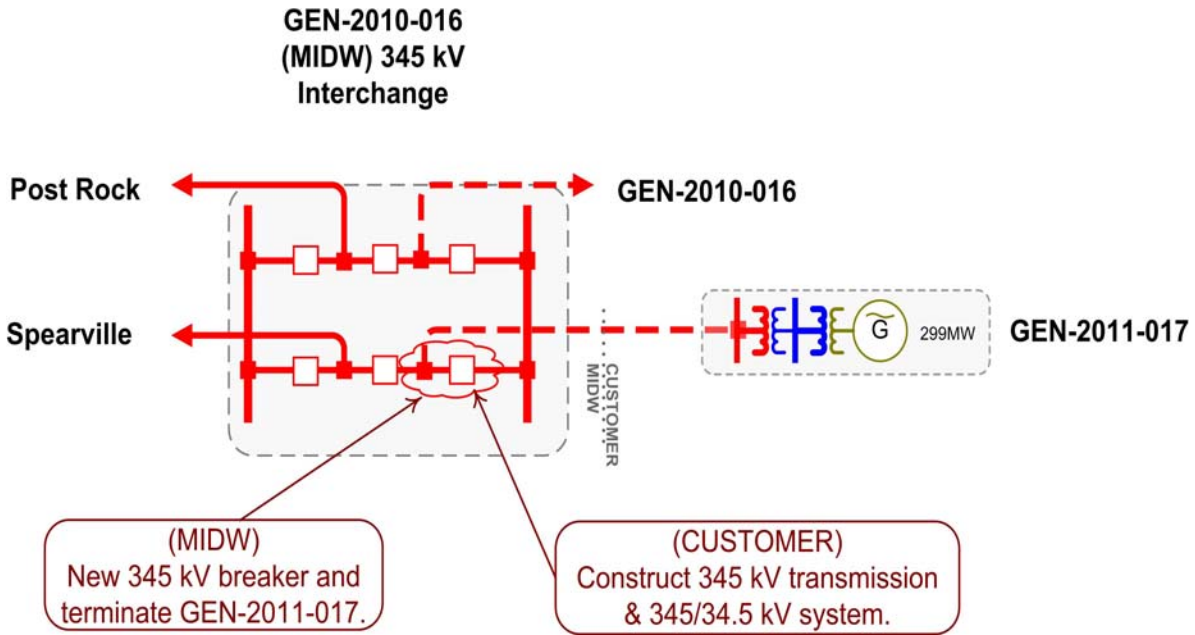 GEN-2010-016
(MIDW) 345 kV
Interchange
Post Rock
GEN-2010-016
Spearville
G
299MW
GEN-2011-017
CUSTOMER
MIDW
(MIDW)
New 345 kV breaker and
terminate GEN-2011-017.
(CUSTOMER)
Construct 345 kV transmission
& 345/34.5 kV system.